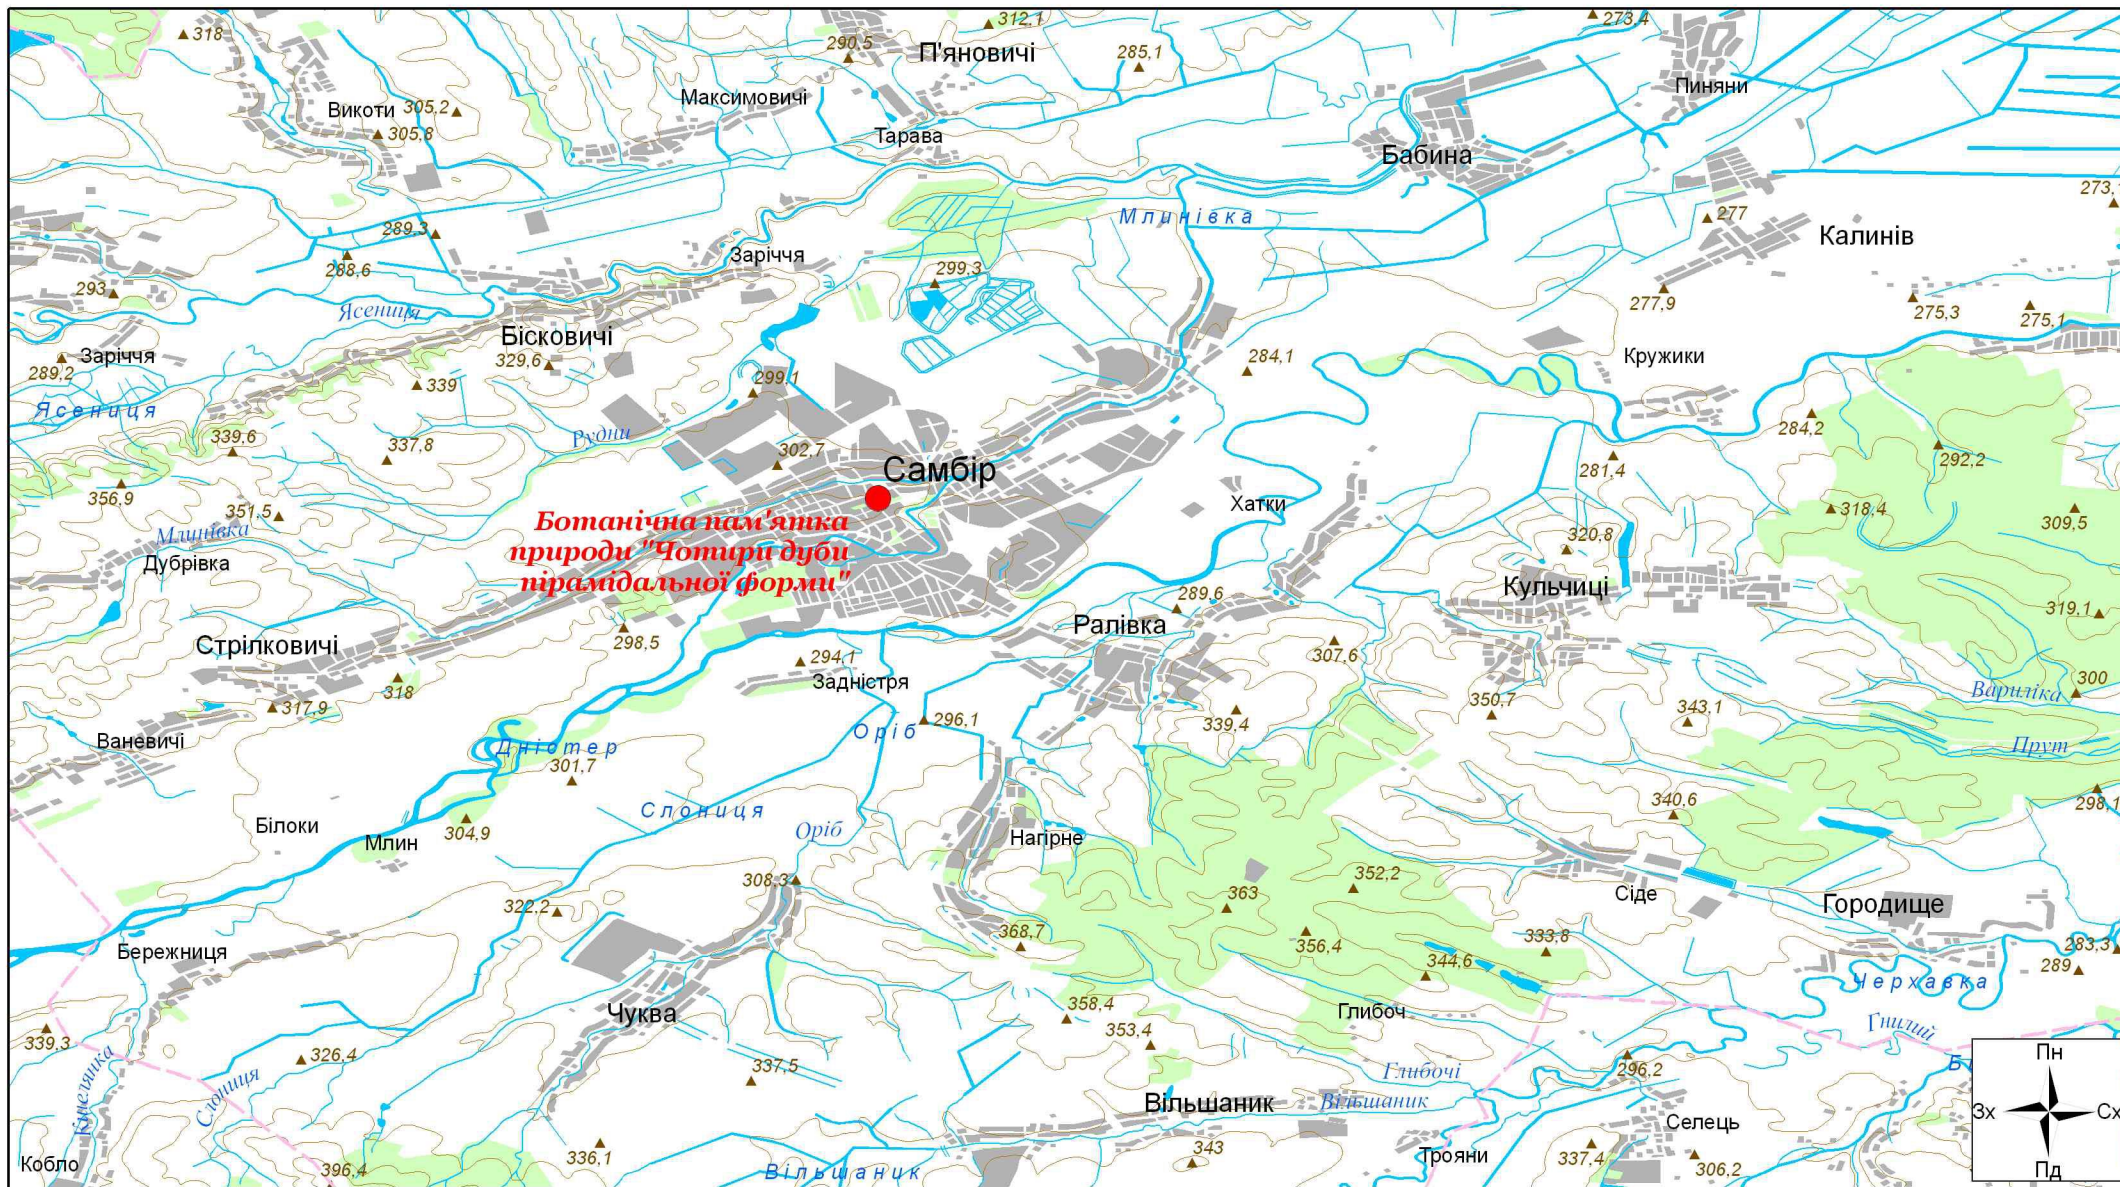 318
312,1
273,4
290,5
П'яновичі
285,1
Пиняни
Викоти
305,2
Максимовичі
305,8
Тарава
Бабина
273,
Млинівка
277
289,3
Калинів
Заріччя
288,6
299,3
293
277,9
Ясениця
275,3
275,1
Бісковичі
Заріччя
289,2
329,6
284,1
Кружики
339
299,1
Ясениця
284,2
339,6
Рудни
337,8
302,7
Самбір
281,4
292,2
356,9
351,5
Хатки
318,4
309,5
Ботанічна пам'ятка
природи "Чотири дуби
пірамідальної форми"
Млинівка
320,8
Дубрівка
Кульчиці
289,6
319,1
Ралівка
Стрілковичі
298,5
294,1
307,6
Задністря
318
Вариліка
300
317,9
350,7
343,1
296,1
339,4
Оріб
Ваневичі
Дністер
Прут
301,7
Слониця
340,6
298,1
Білоки
304,9
Оріб
Млин
Нагірне
308,3
352,2
Сіде
363
Городище
322,2
368,7
356,4
333,8
283,3
Бережниця
344,6
289
Черхавка
Чуква
358,4
Глибоч
Гнилий
339,3
353,4
326,4
296,2
Пн
337,5
Глибочі
Слониця
Вільшаник
Вільшаник
Зх
Сх
Селець
336,1
Трояни
337,4
306,2
Кобло
396,4
Вільшаник
343
Пд